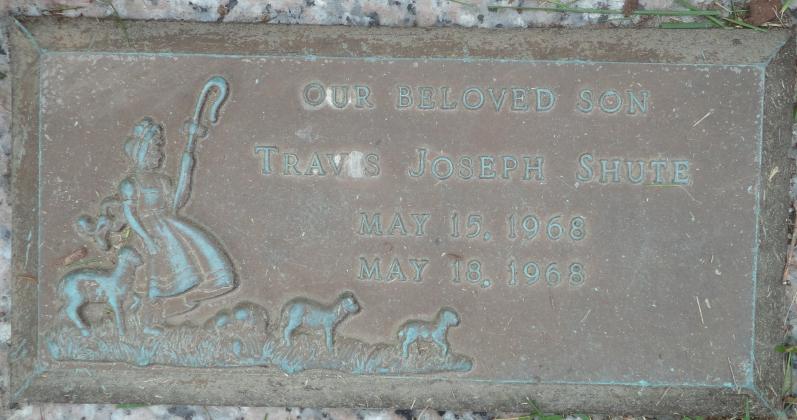 OUR BELOVED SON
TRAVIS JOSEPH SHUTE
MAY 15, 1968
MAY 18, 1968